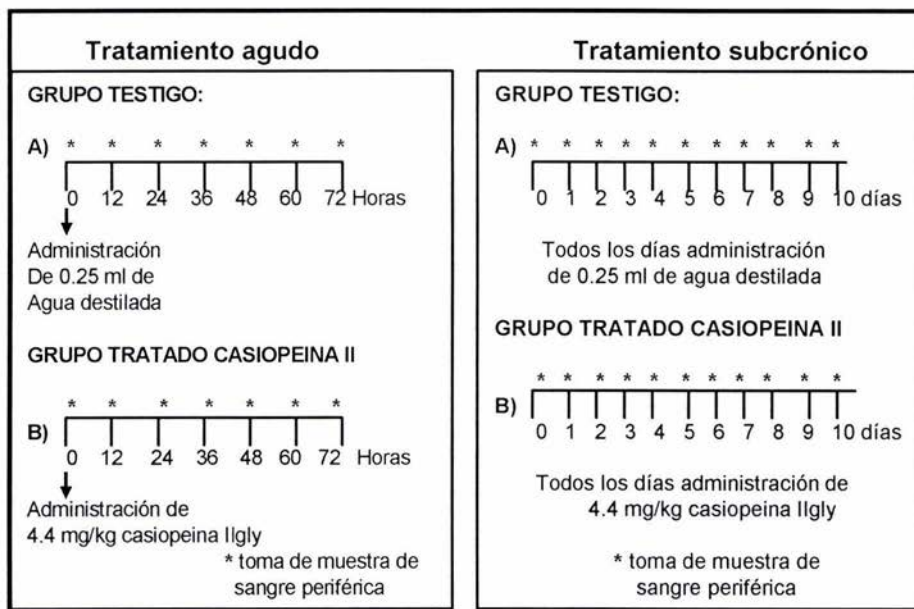 Tratamiento agudo
GRUPO TESTIGO:
A) * * * * * * *
0 12 24 36 48 60 72 Horas
Administración
De 0.25 ml de
Agua destilada
GRUPO TRATADO CASIOPEINA II
* * * * * * *
B)
0 12 24 36 48 60 72 Horas
Administración de
4.4 mg/kg casiopeina IIgly
* toma de muestra de
sangre periférica
Tratamiento subcrónico
GRUPO TESTIGO:
A) * * * * * * * * * * *
0 1 2 3 4 5 6 7 8 9 10 días
Todos los días administración
de 0.25 ml de agua destilada
GRUPO TRATADO CASIOPEINA II
* * * * * * * * * * *
B)
0 1 2 3 4 5 6 7 8 9 10 días
Todos los días administración de
4.4 mg/kg casiopeina IIgly
* toma de muestra de
sangre periférica